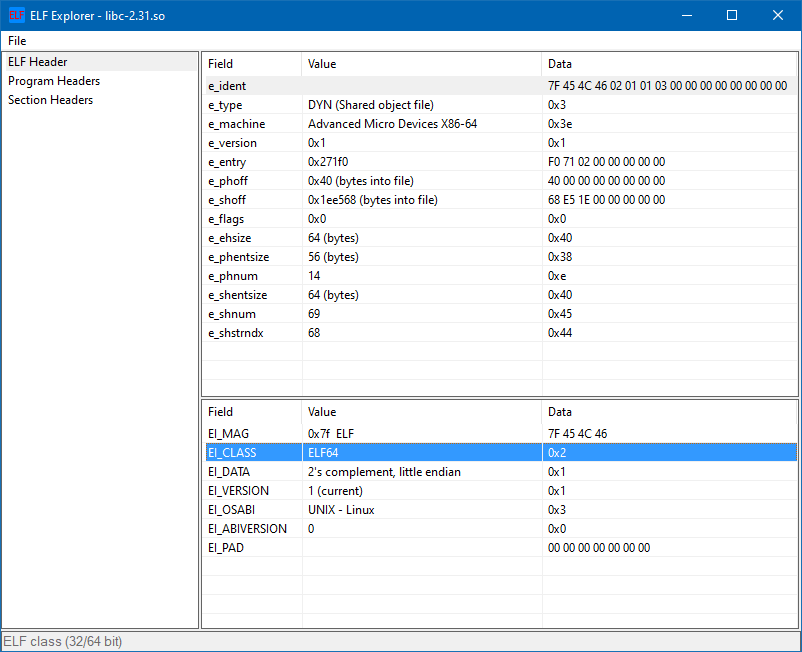 ELF Explorer - libc-2.31.so
File
ELF Header
Program Headers
Section Headers
Field Value Data
e_ident 7F 45 4C 46 02 01 01 03 00 00 00 00 00 00 00 00
e_type DYN (Shared object file) 0x3
e_machine Advanced Micro Devices X86-64 0x3e
e_version 0x1 0x1
e_entry 0x271f0 F0 71 02 00 00 00 00 00
e_phoff 0x40 (bytes into file) 40 00 00 00 00 00 00 00
e_shoff 0x1ee568 (bytes into file) 68 E5 1E 00 00 00 00 00
e_flags 0x0 0x0
e_ehsize 64 (bytes) 0x40
e_phentsize 56 (bytes) 0x38
e_phnum 14 0xe
e_shentsize 64 (bytes) 0x40
e_shnum 69 0x45
e_shstrndx 68 0x44
Field Value Data
EI_MAG 0x7f ELF 7F 45 4C 46
EI_CLASS ELF64 0x2
EI_DATA 2's complement, little endian 0x1
EI_VERSION 1 (current) 0x1
EI_OSABI UNIX - Linux 0x3
EI_ABIVERSION 0 0x0
EI_PAD 00 00 00 00 00 00 00
ELF class (32/64 bit)